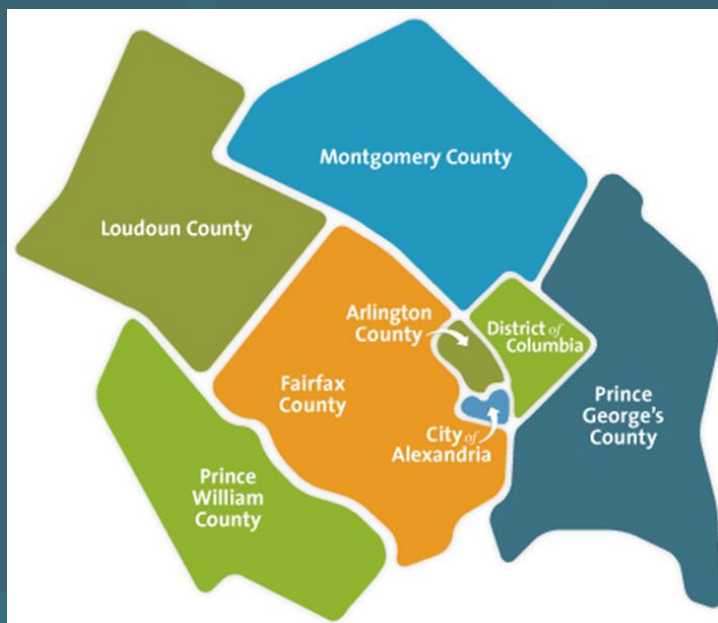 Montgomery County
Loudoun County
Arlington
County
District of
Columbia
Fairfax
County
Prince
George's
County
City of
Alexandria
Prince
William
County